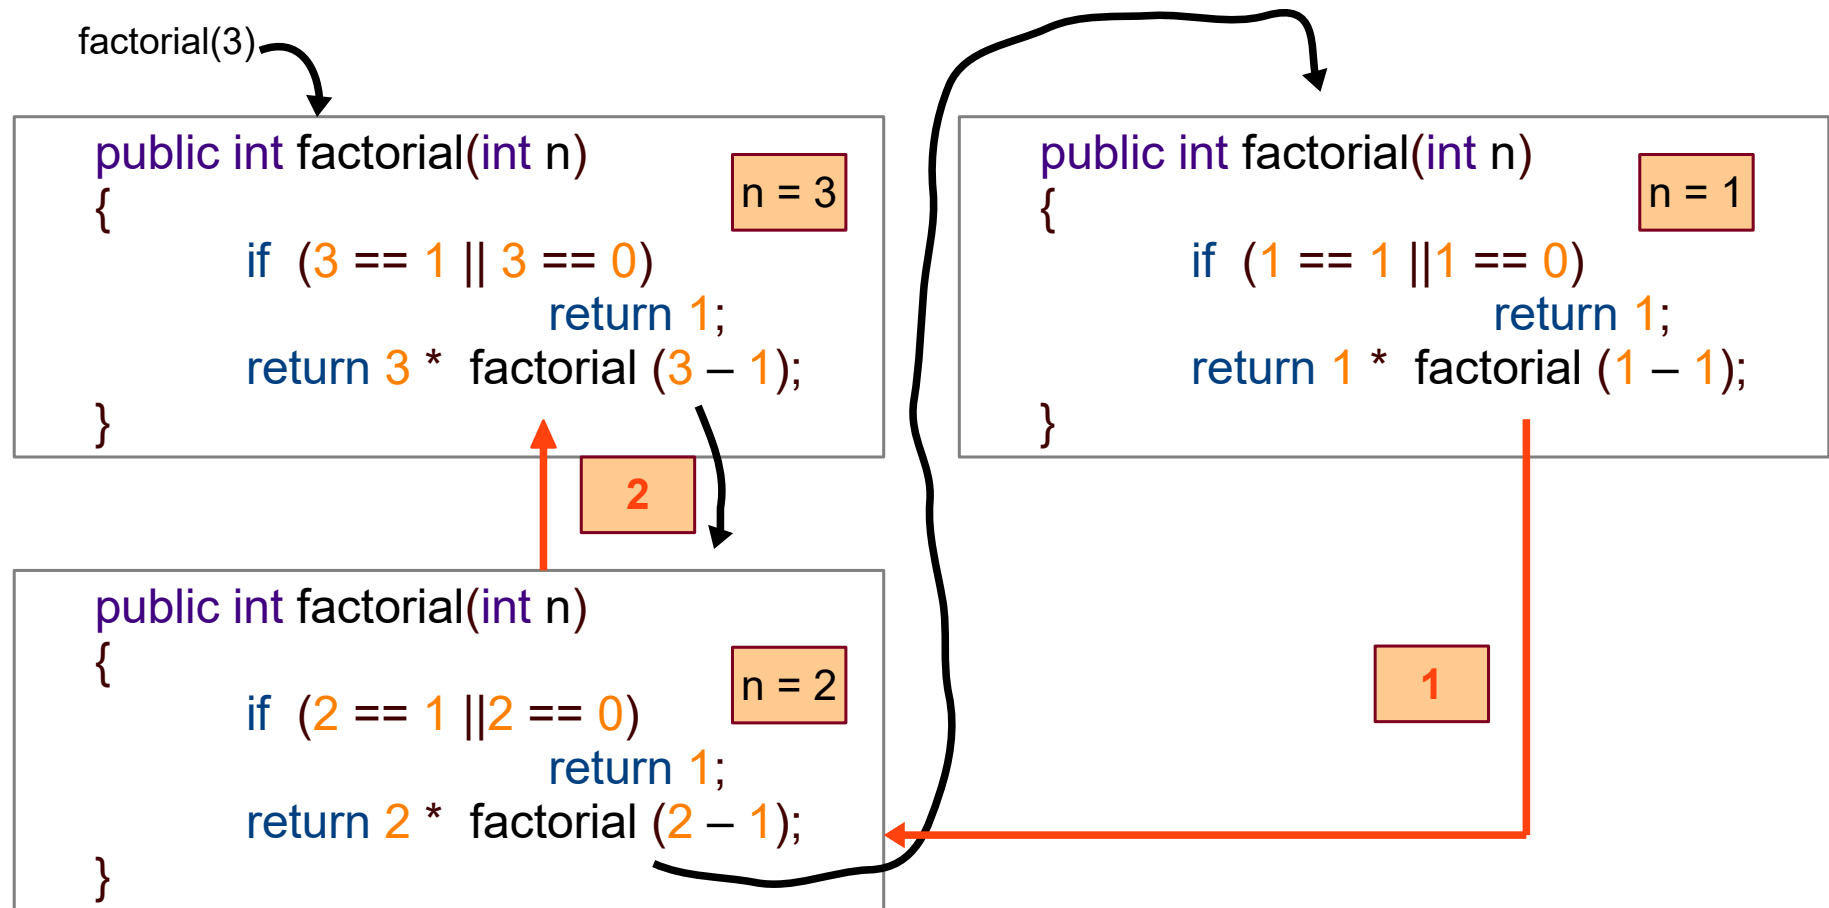 factorial(3)
public int factorial(int n)
n = 3
{
if (3 == 1 || 3 == 0)
return 1;
return 3 * factorial (3 – 1);
}
2
public int factorial(int n)
{
n = 2
if (2 == 1 ||2 == 0)
return 1;
return 2 * factorial (2 – 1);
}
public int factorial(int n)
n = 1
{
if (1 == 1 ||1 == 0)
return 1;
return 1 * factorial (1 – 1);
}
1